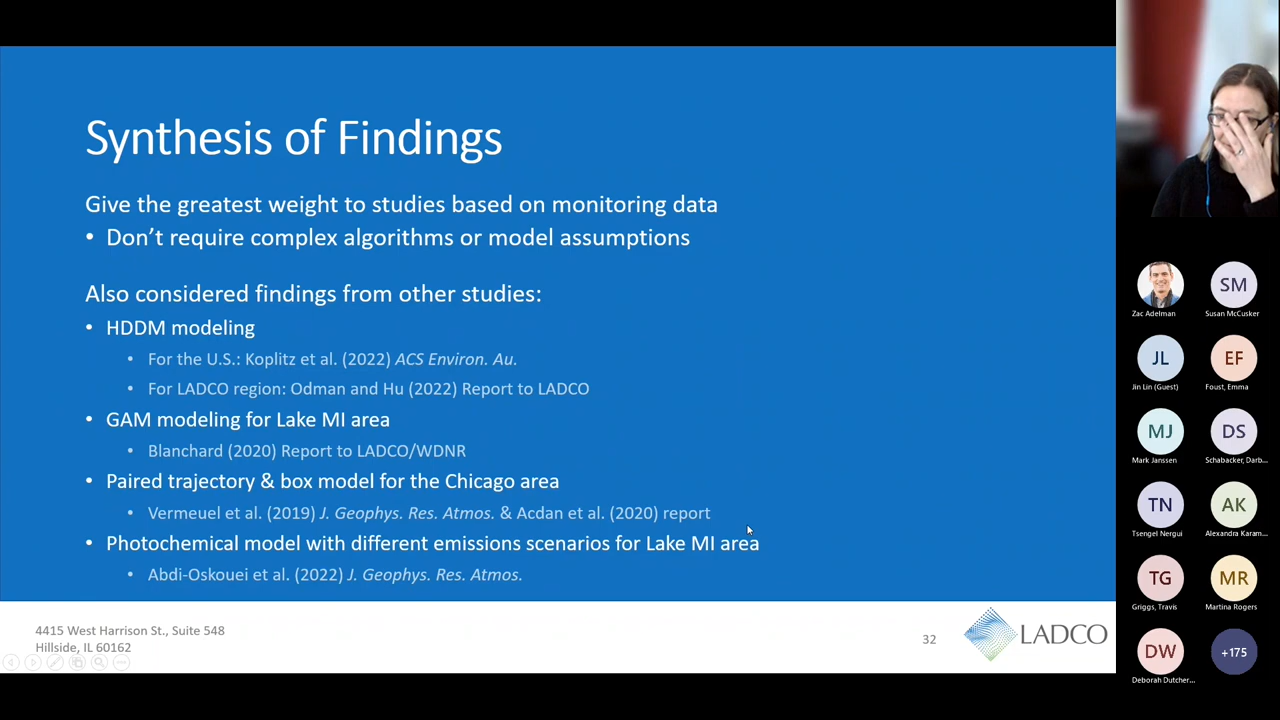 Synthesis of Findings
Give the greatest weight to studies based on monitoring data
• Don’t require complex algorithms or model assumptions
Also considered findings from other studies:
• HDDM modeling
• For the U.S.: Koplitz et al. (2022) ACS Environ. Au.
• For LADCO region: Odman and Hu (2022) Report to LADCO
• GAM modeling for Lake MI area
• Blanchard (2020) Report to LADCO/WDNR
• Paired trajectory & box model for the Chicago area
• Vermeuel et al. (2019) J. Geophys. Res. Atmos. & Acdan et al. (2020) report
• Photochemical model with different emissions scenarios for Lake MI area
• Abdi-Oskouei et al. (2022) J. Geophys. Res. Atmos.
4415 West Harrison St., Suite 548
Hillside, IL 60162
32
LADCO
Zac Adelman
SM
Susan McCusker
JL
Jin Lin (Guest)
EF
Foust, Emma
MJ
Mark Janssen
DS
Schabacker, Darb...
TN
Tsengel Nergui
AK
Alexandra Karam...
TG
Griggs, Travis
MR
Martina Rogers
DW
Deborah Dutcher...
+175